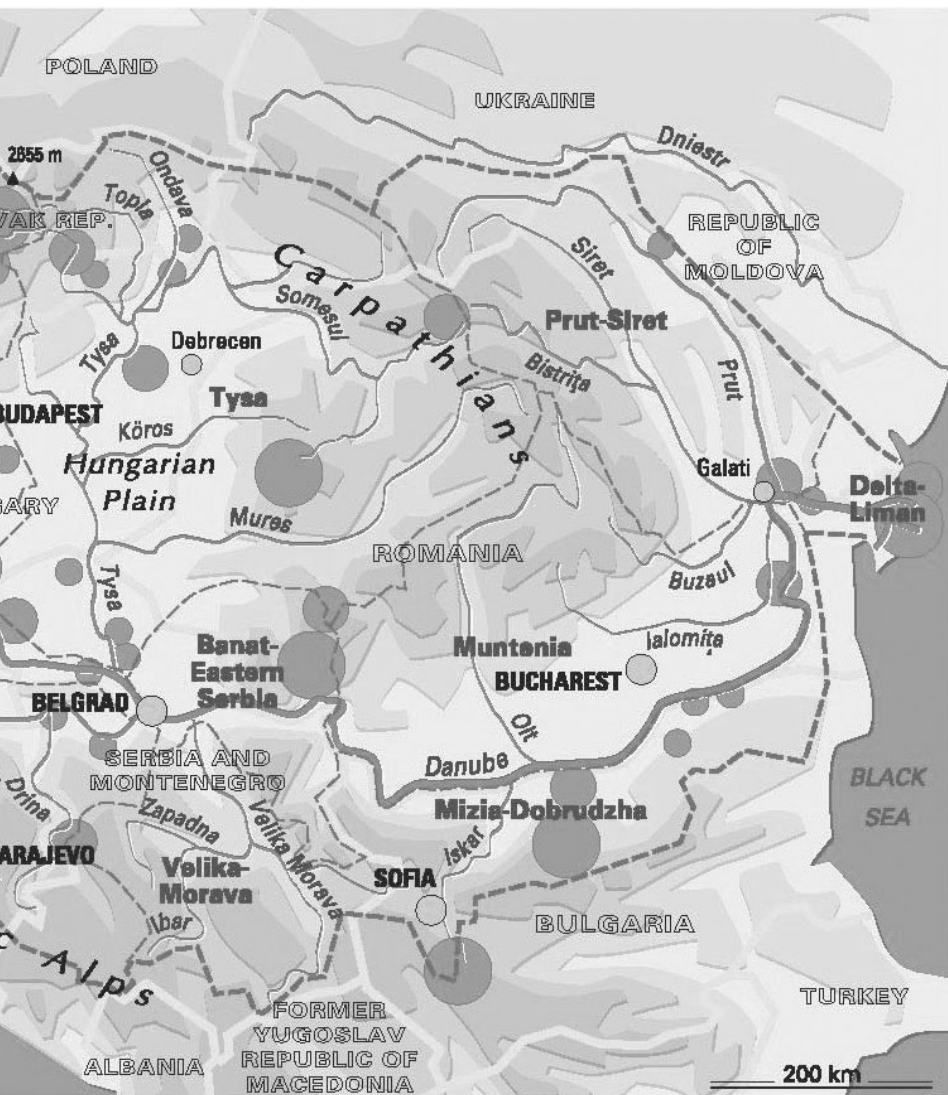 POLAND
UKRAINE
Dniestr
2655 m
Ondava
Topla
VAK REP.
REPUBLIC
OF
MOLDOVA
Siret
Carpathians
Somesul
Prut-Siret
Tysa
Debrecen
Bistrița
Prut
BUDAPEST
Tysa
Köros
Hungarian
Plain
Galati
Delta-
Liman
GARY
Mures
ROMANIA
Buzaul
Tysa
Ialomița
Banat-
Eastern
Serbia
Muntenia
BUCHAREST
BELGRAD
Olt
SERBIA AND
MONTENEGRO
Danube
BLACK
SEA
Drina
Zapadna
Velika Morava
Mizia-Dobrudzha
Iskar
ARAJEVO
Velika-
Morava
SOFIA
Ibar
BULGARIA
c Alps
TURKEY
FORMER
YUGOSLAV
REPUBLIC OF
MACEDONIA
ALBANIA
200 km